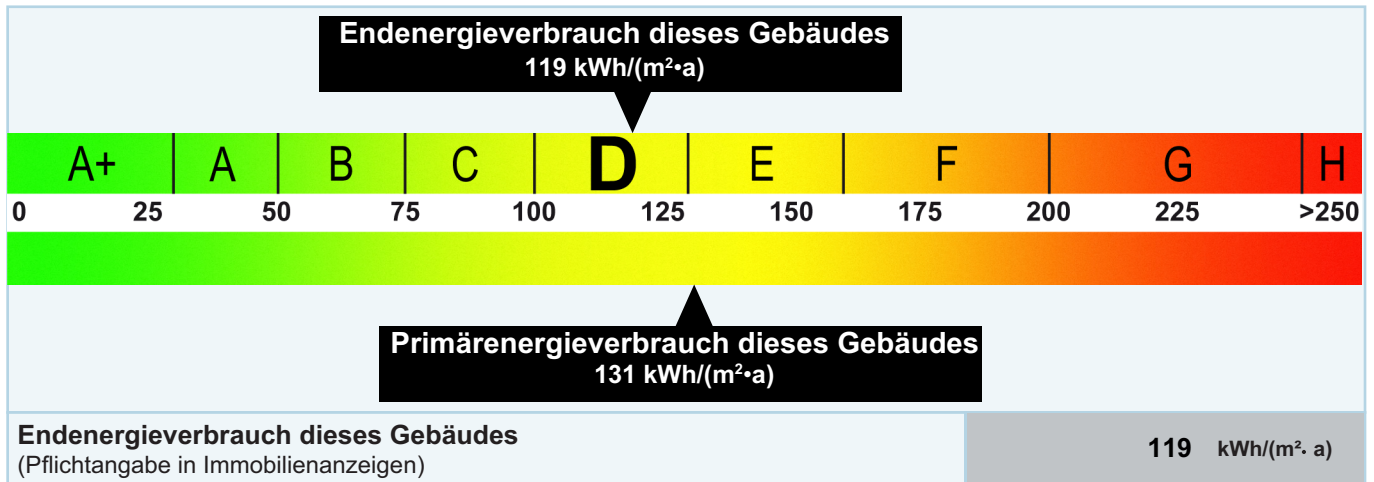 Endenergieverbrauch dieses Gebäudes
119 kWh/(m²•a)
A+ A B C D E F G H
0 25 50 75 100 125 150 175 200 225 >250
Primärenergieverbrauch dieses Gebäudes
131 kWh/(m²•a)
Endenergieverbrauch dieses Gebäudes
(Pflichtangabe in Immobilienanzeigen)
119 kWh/(m²· a)